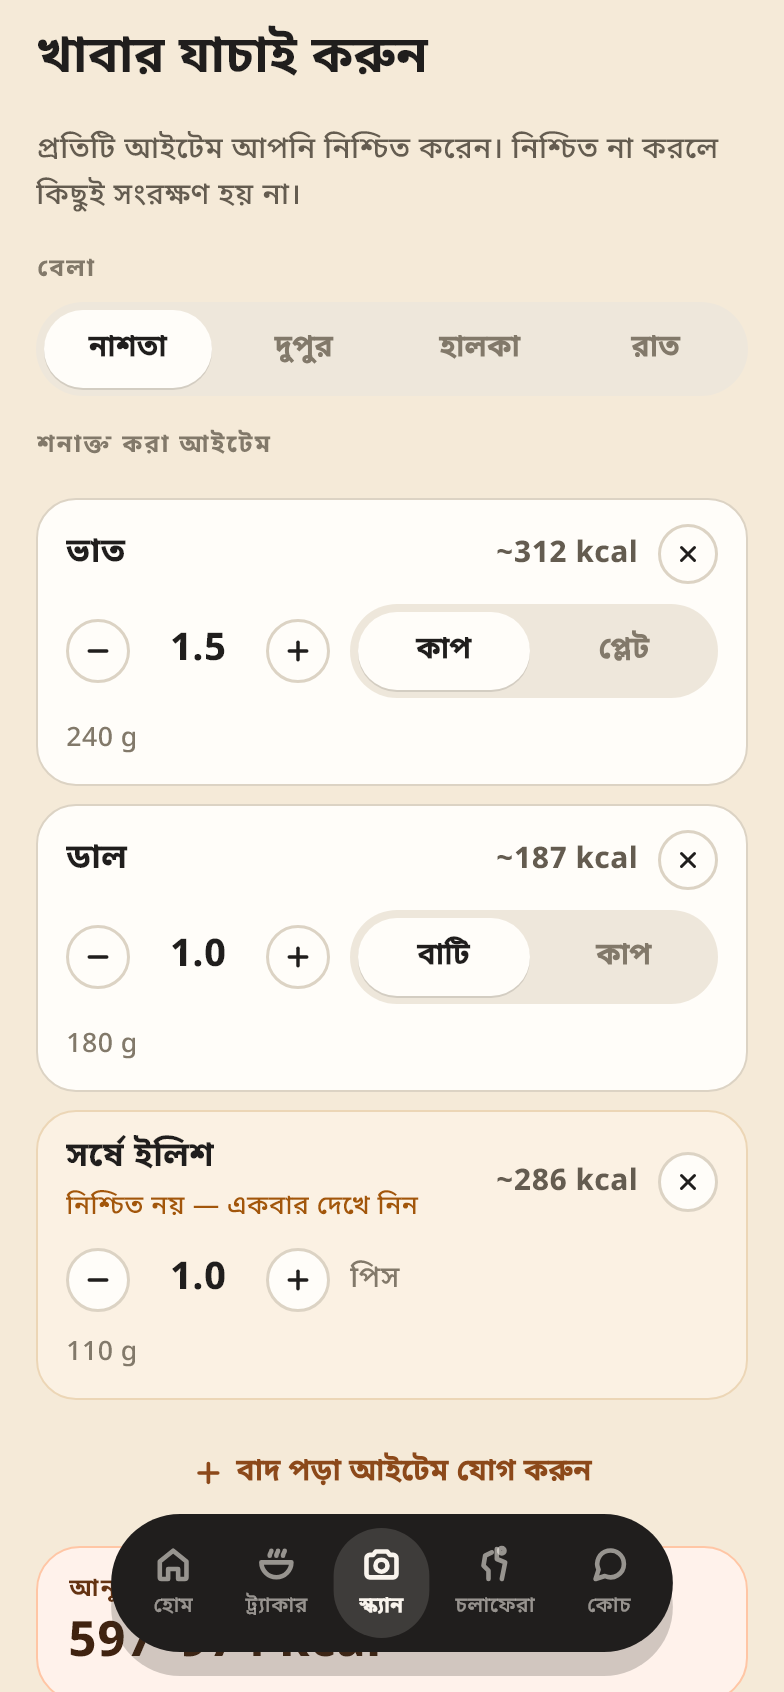 খাবার যাচাই করুন
প্রতিটি আইটেম আপনি নিশ্চিত করেন। নিশ্চিত না করলে
কিছুই সংরক্ষণ হয় না।
বেলা
নাশতা দুপুর হালকা রাত
শনাক্ত করা আইটেম
ভাত ~312 kcal
1.5 কাপ প্লেট
240 g
ডাল ~187 kcal
1.0 বাটি কাপ
180 g
সর্ষে ইলিশ
নিশ্চিত নয় — একবার দেখে নিন ~286 kcal
1.0 পিস
110 g
+ বাদ পড়া আইটেম যোগ করুন
হোম ট্র্যাকার স্ক্যান চলাফেরা কোচ